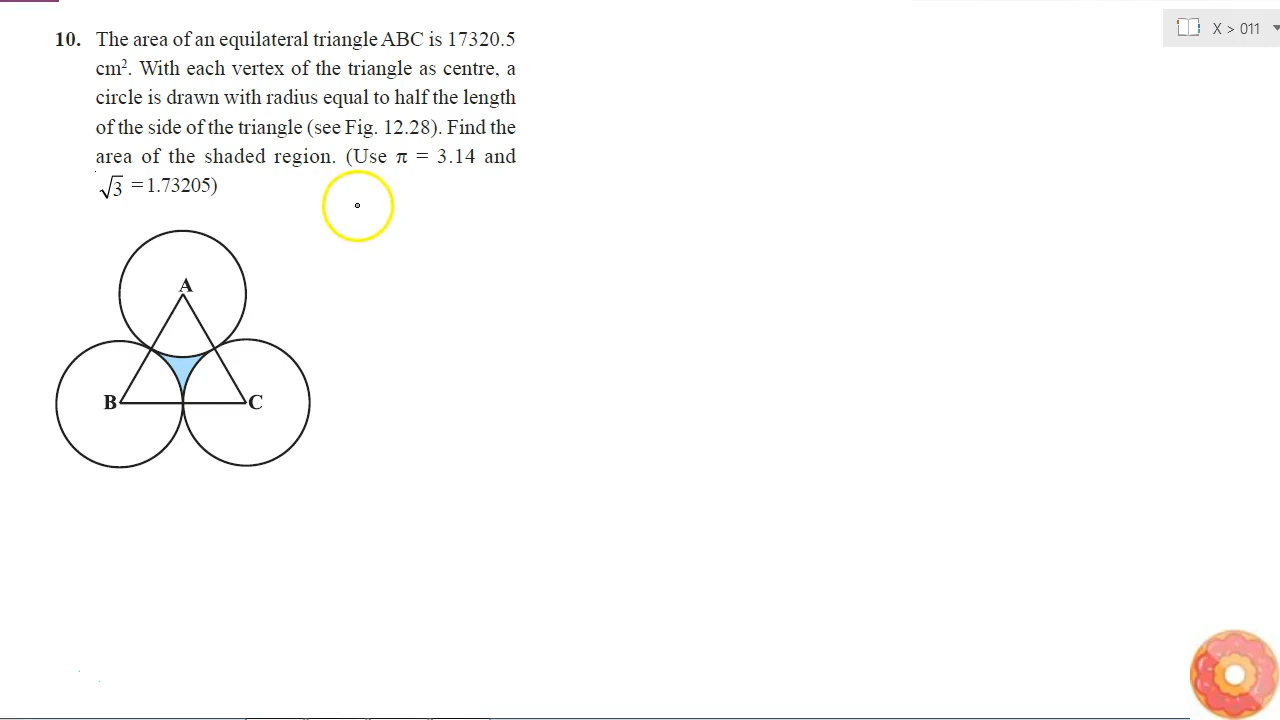 X > 011
10. The area of an equilateral triangle ABC is 17320.5
cm². With each vertex of the triangle as centre, a
circle is drawn with radius equal to half the length
of the side of the triangle (see Fig. 12.28). Find the
area of the shaded region. (Use π = 3.14 and
√3 = 1.73205)
A
B
C